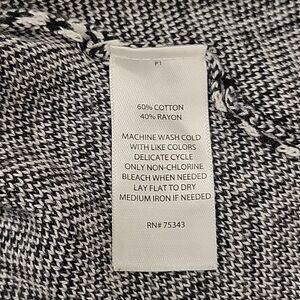 P1
60% COTTON
40% RAYON
MACHINE WASH COLD
WITH LIKE COLORS
DELICATE CYCLE
ONLY NON-CHLORINE
BLEACH WHEN NEEDED
LAY FLAT TO DRY
MEDIUM IRON IF NEEDED
RN# 75343